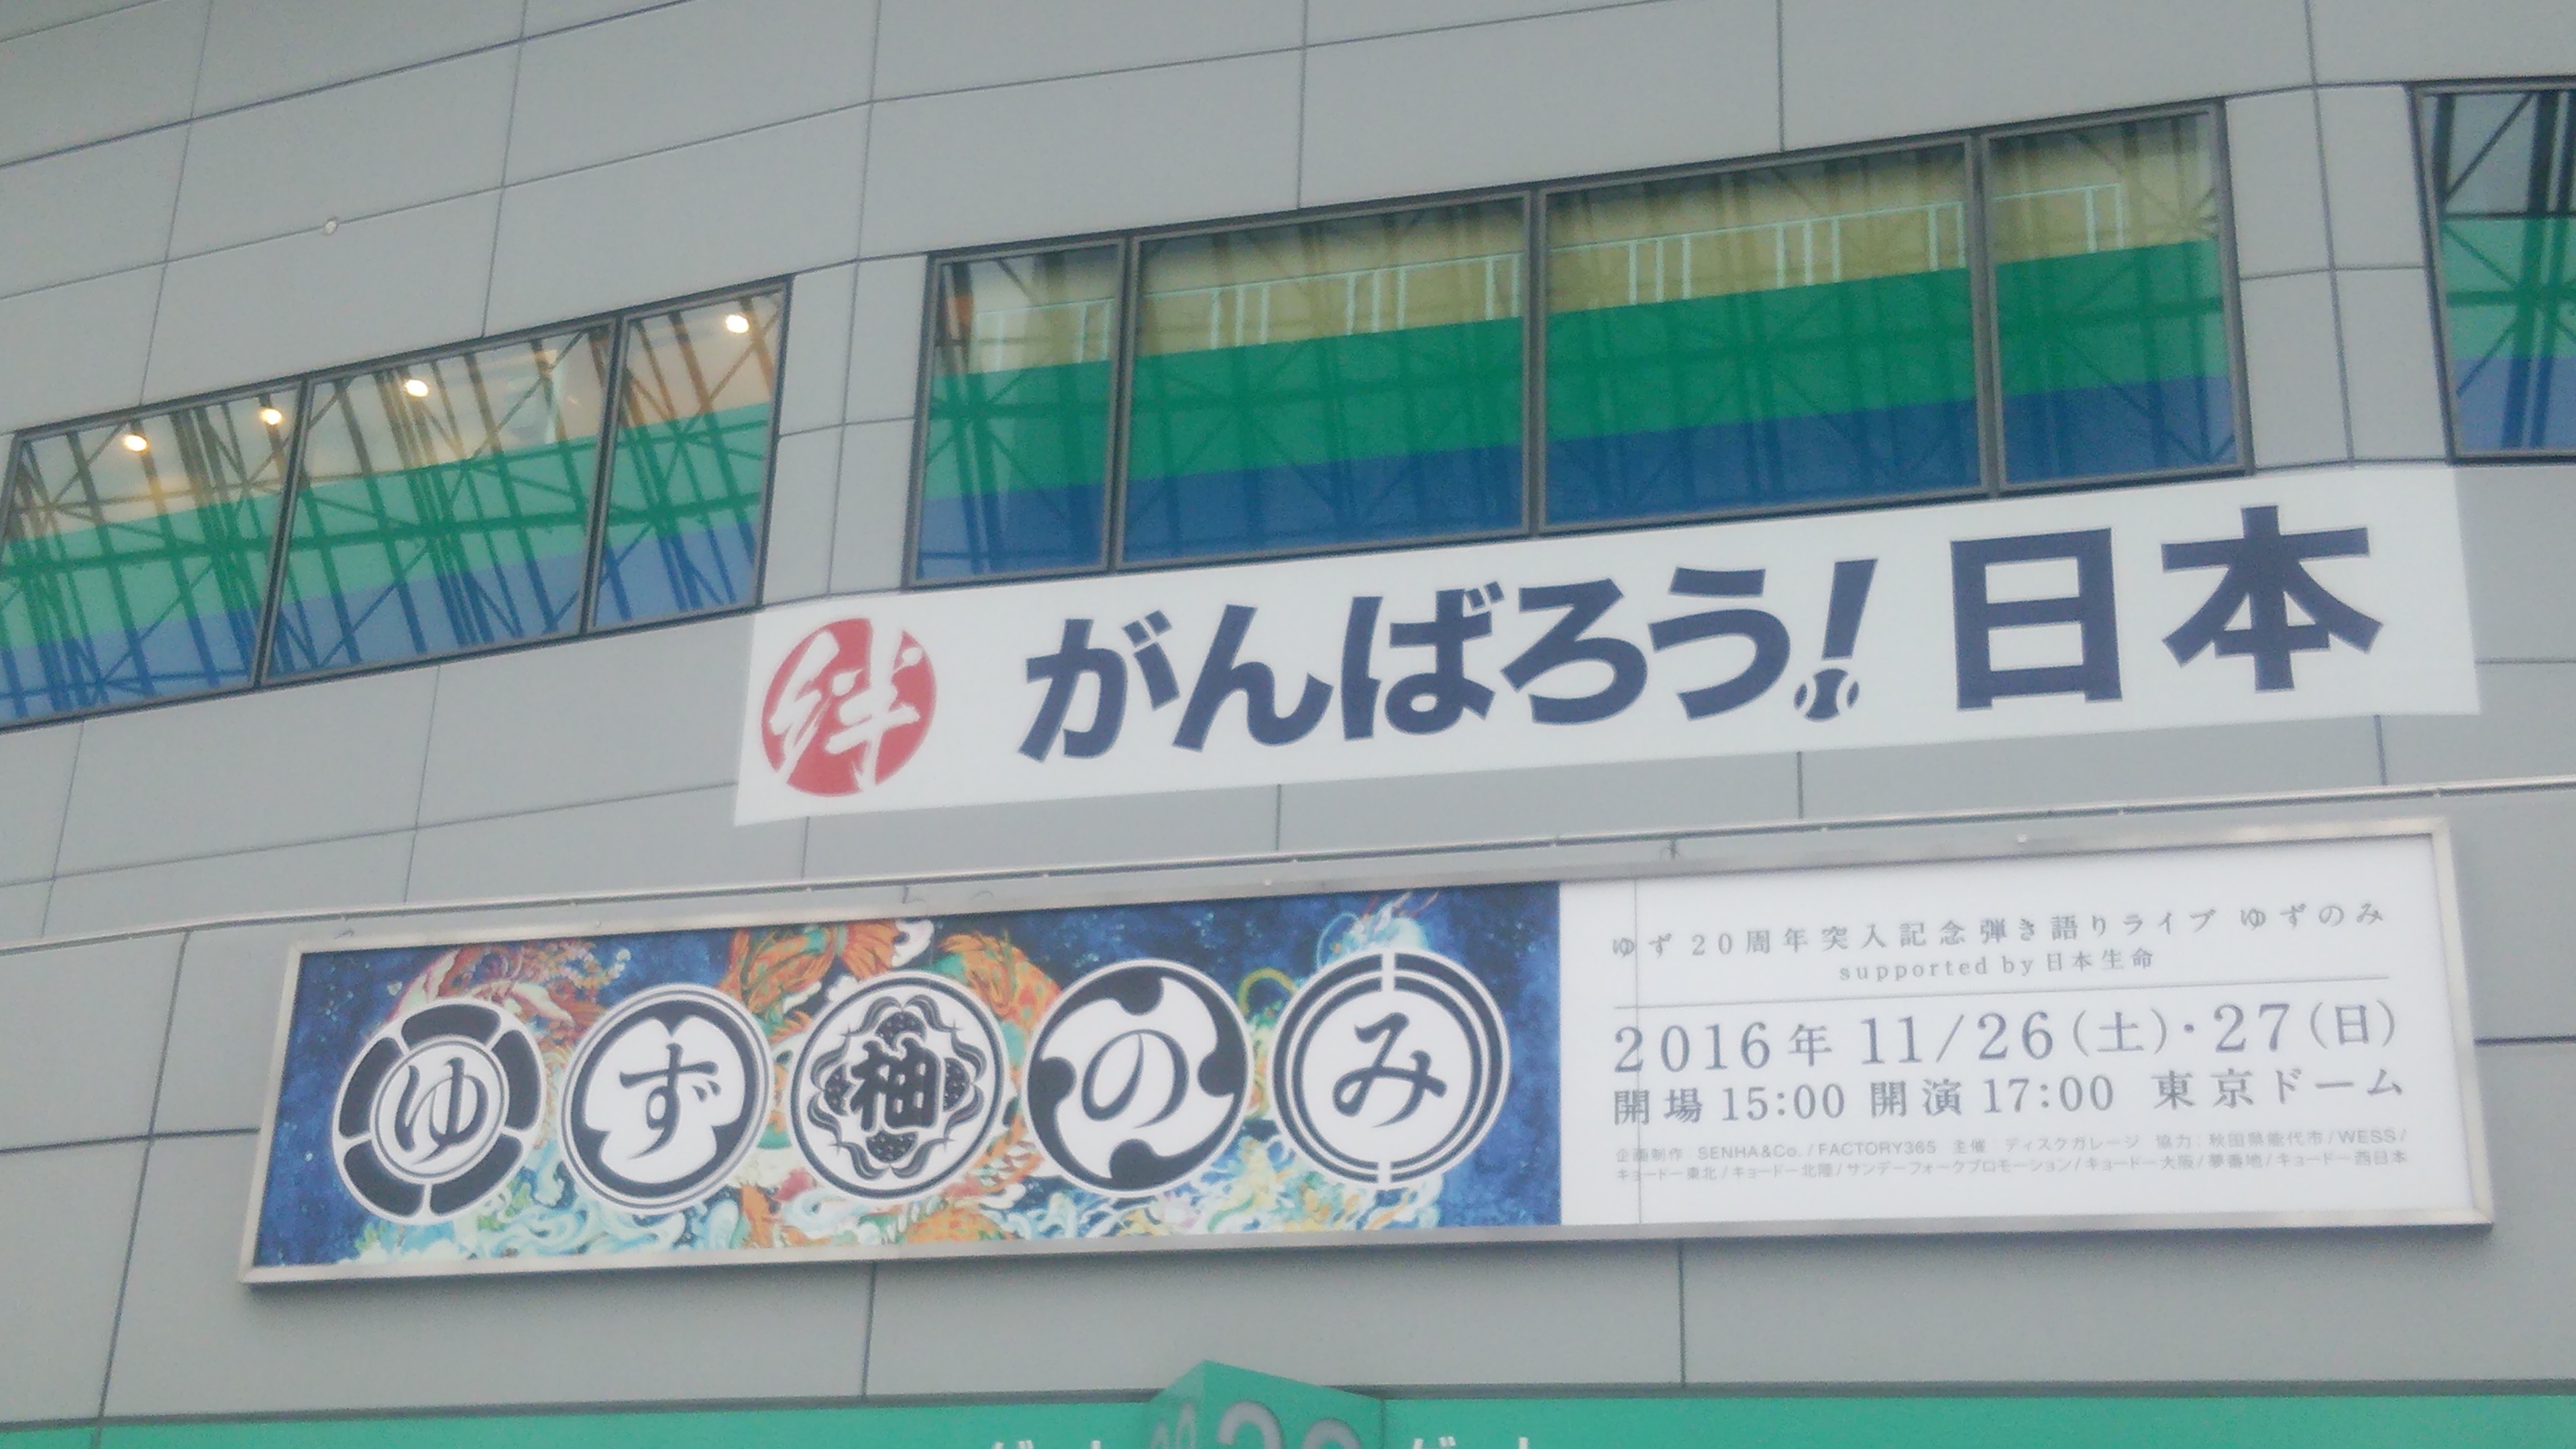 絆 がんばろう! 日本
ゆず 柚 のみ
ゆず20周年突入記念弾き語りライブ ゆずのみ
supported by 日本生命
2016年 11/26(土)・27(日)
開場 15:00 開演 17:00 東京ドーム
企画制作 SENHA&Co./FACTORY365 主催:ディスクガレージ 協力:秋田県能代市/WESS/
キョードー東北/キョードー北陸/サンデーフォークプロモーション/キョードー大阪/夢番地/キョードー西日本